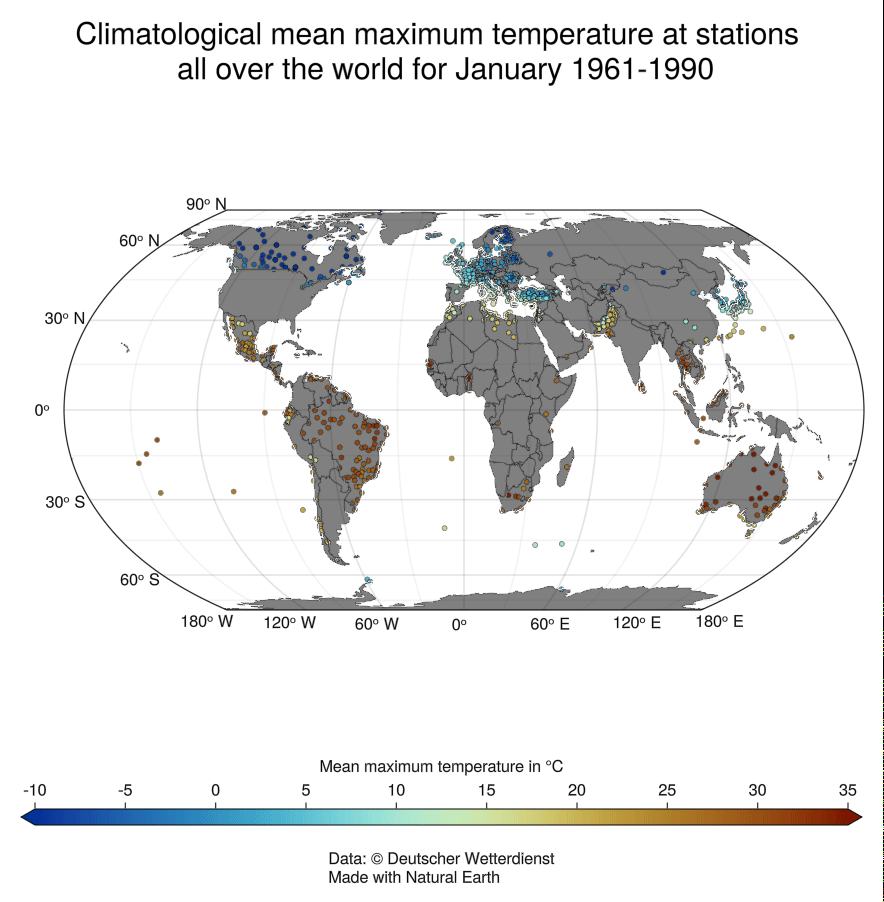 Climatological mean maximum temperature at stations
all over the world for January 1961-1990
90° N
60° N
30° N
0°
30° S
60° S
180° W 120° W 60° W 0° 60° E 120° E 180° E
Mean maximum temperature in °C
-10 -5 0 5 10 15 20 25 30 35
Data: © Deutscher Wetterdienst
Made with Natural Earth